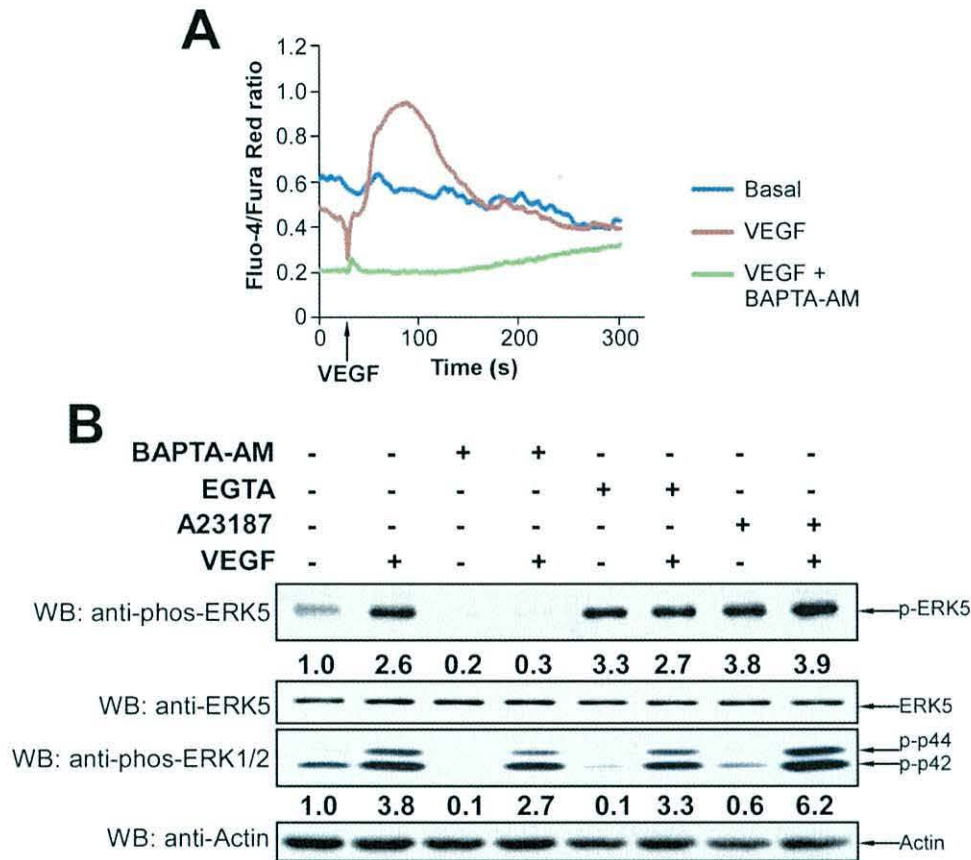 A
Fluo-4/Fura Red ratio
1.2
1.0
0.8
0.6
0.4
0.2
0
0 100 200 300
VEGF
Time (s)
Basal
VEGF
VEGF +
BAPTA-AM
B
BAPTA-AM - - + + - - - -
EGTA - - - - + + - -
A23187 - - - - - - + +
VEGF - + - + - + - +
WB: anti-phos-ERK5 p-ERK5
1.0 2.6 0.2 0.3 3.3 2.7 3.8 3.9
WB: anti-ERK5 ERK5
WB: anti-phos-ERK1/2 p-p44
p-p42
1.0 3.8 0.1 2.7 0.1 3.3 0.6 6.2
WB: anti-Actin Actin